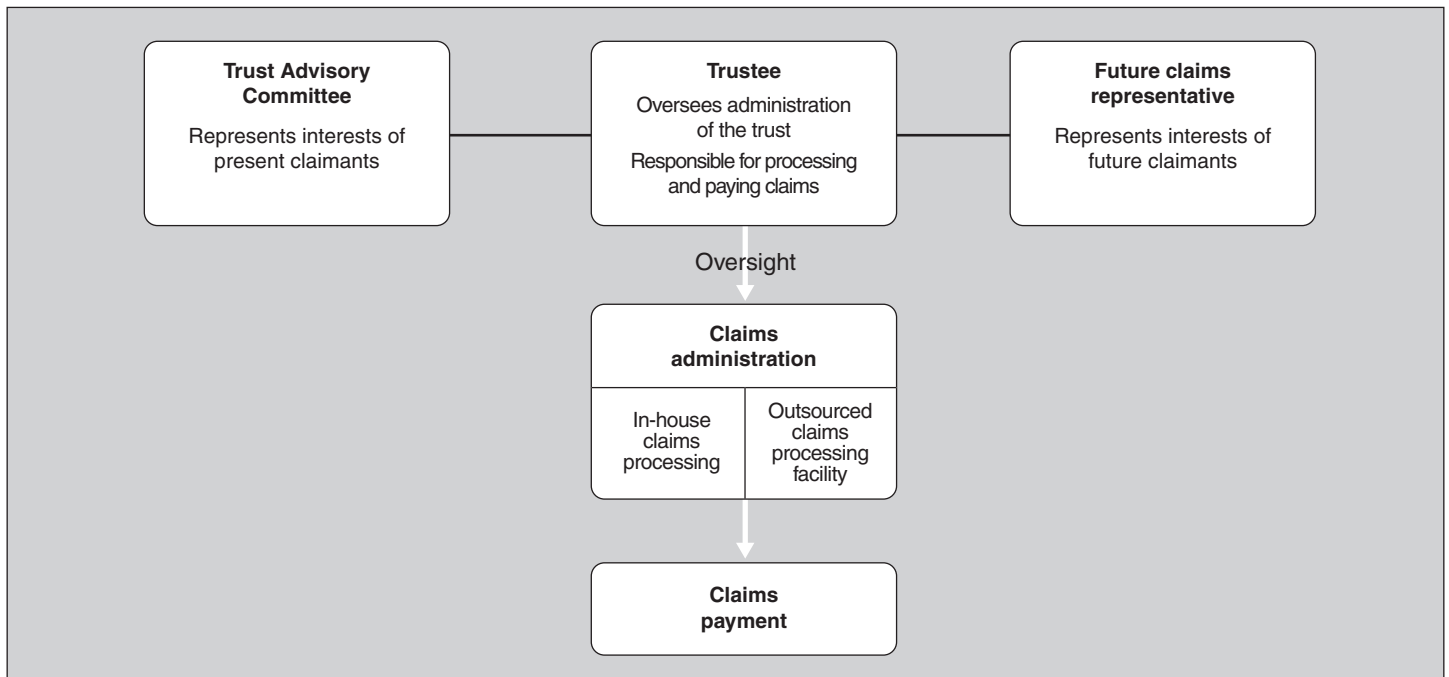 Trust Advisory
Committee
Represents interests of
present claimants
Trustee
Oversees administration
of the trust
Responsible for processing
and paying claims
Future claims
representative
Represents interests of
future claimants
Oversight
Claims
administration
In-house
claims
processing
Outsourced
claims
processing
facility
Claims
payment